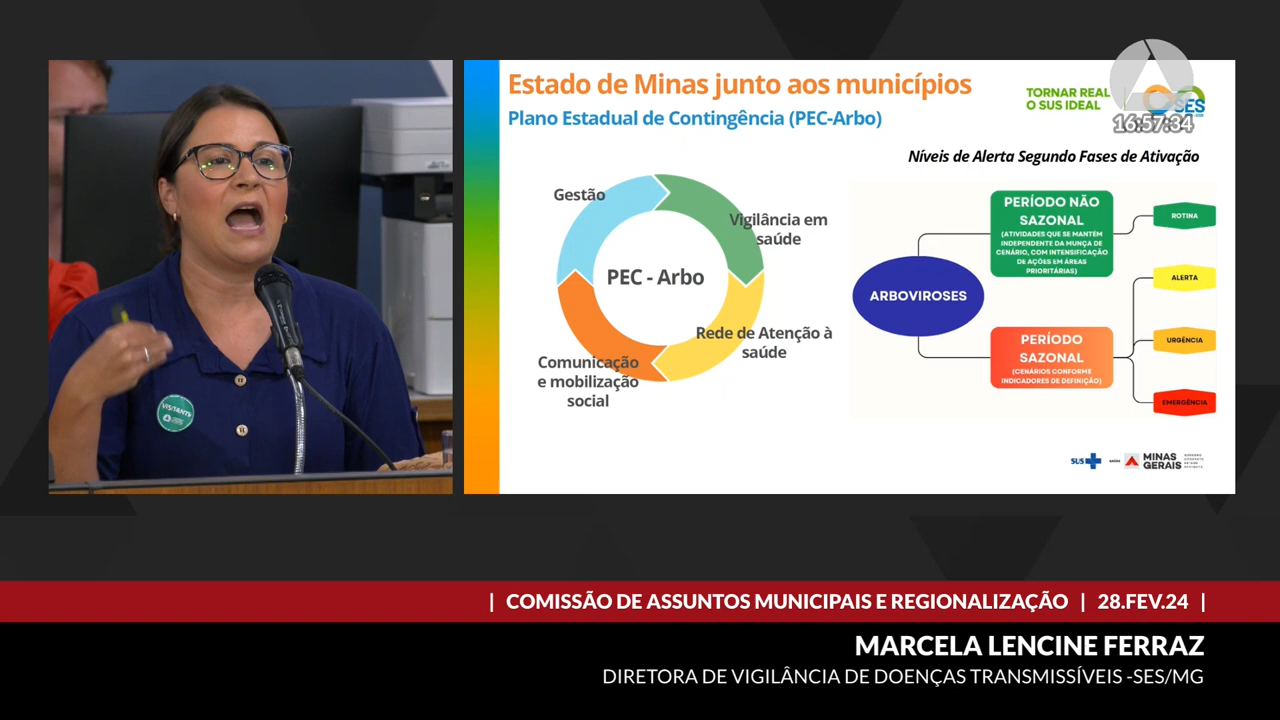 Estado de Minas junto aos municípios
Plano Estadual de Contingência (PEC-Arbo)
TORNAR REAL
O SUS IDEAL
SES
16:57:34
Níveis de Alerta Segundo Fases de Ativação
Gestão
Vigilância em
saúde
PEC - Arbo
Rede de Atenção à
saúde
Comunicação
e mobilização
social
ARBOVIROSES
PERÍODO NÃO
SAZONAL
(ATIVIDADES QUE SE MANTÉM
INDEPENDENTE DA MUNÇA DE
CENÁRIO, COM INTENSIFICAÇÃO
DE AÇÕES EM ÁREAS
PRIORITÁRIAS)
ROTINA
ALERTA
PERÍODO
SAZONAL
(CENÁRIOS CONFORME
INDICADORES DE DEFINIÇÃO)
URGÊNCIA
EMERGÊNCIA
VISITANTE
SUS
SAÚDE
MINAS
GERAIS
| COMISSÃO DE ASSUNTOS MUNICIPAIS E REGIONALIZAÇÃO | 28.FEV.24 |
MARCELA LENCINE FERRAZ
DIRETORA DE VIGILÂNCIA DE DOENÇAS TRANSMISSÍVEIS -SES/MG